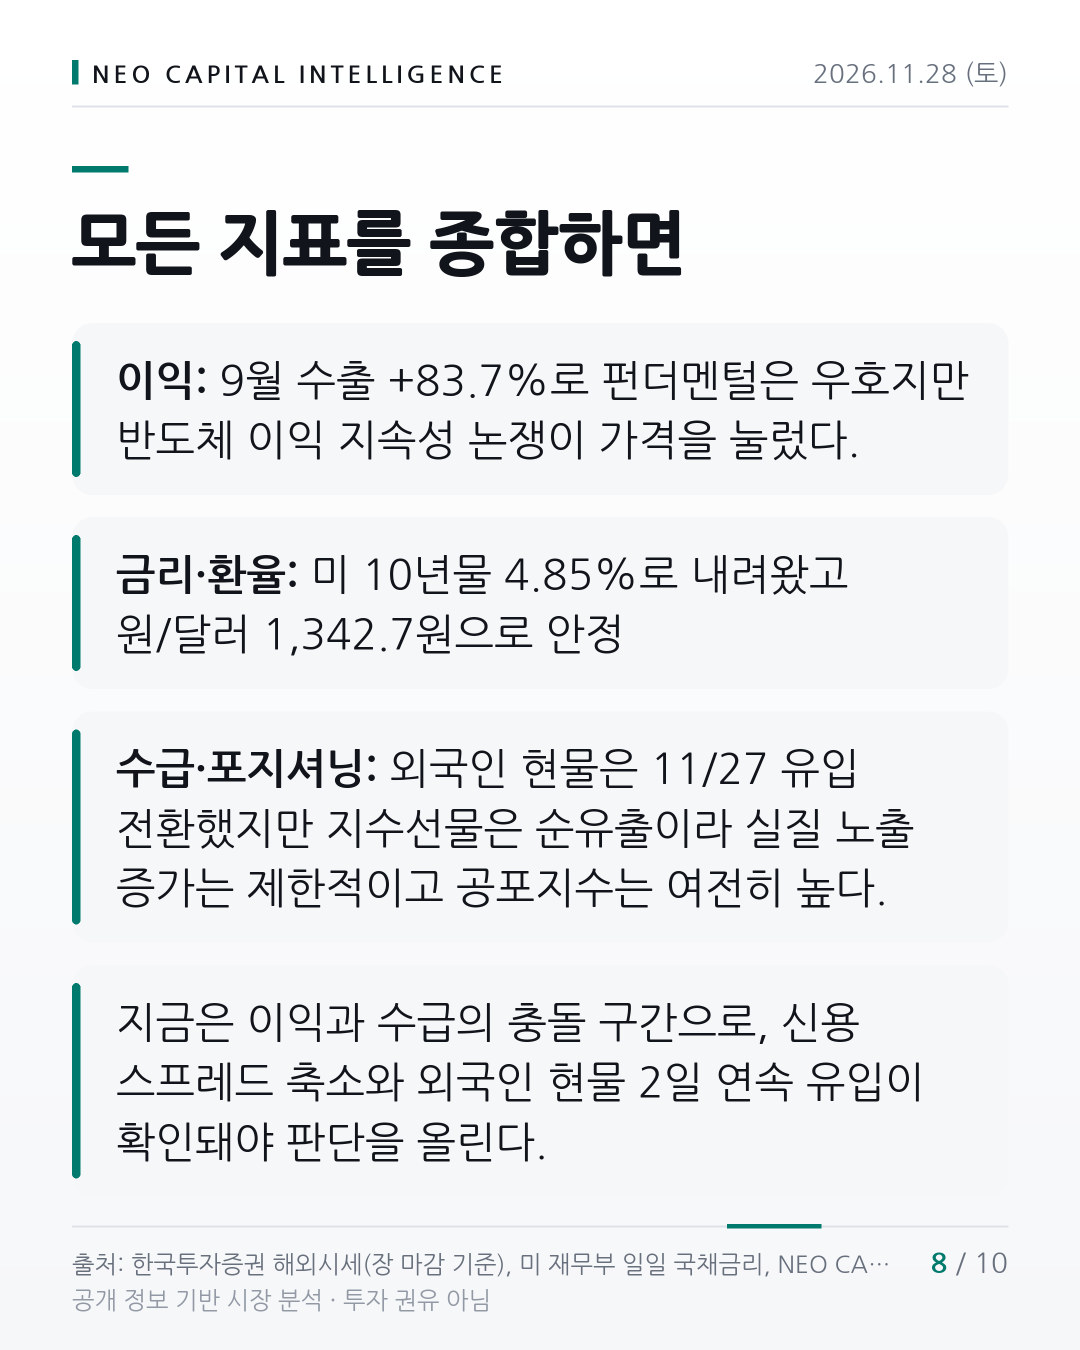 NEO CAPITAL INTELLIGENCE
2026.11.28 (토)
모든 지표를 종합하면
이익: 9월 수출 +83.7%로 펀더멘털은 우호지만
반도체 이익 지속성 논쟁이 가격을 눌렀다.
금리·환율: 미 10년물 4.85%로 내려왔고
원/달러 1,342.7원으로 안정
수급·포지셔닝: 외국인 현물은 11/27 유입
전환했지만 지수선물은 순유출이라 실질 노출
증가는 제한적이고 공포지수는 여전히 높다.
지금은 이익과 수급의 충돌 구간으로, 신용
스프레드 축소와 외국인 현물 2일 연속 유입이
확인돼야 판단을 올린다.
출처: 한국투자증권 해외시세(장 마감 기준), 미 재무부 일일 국채금리, NEO CA…
8 / 10
공개 정보 기반 시장 분석 · 투자 권유 아님